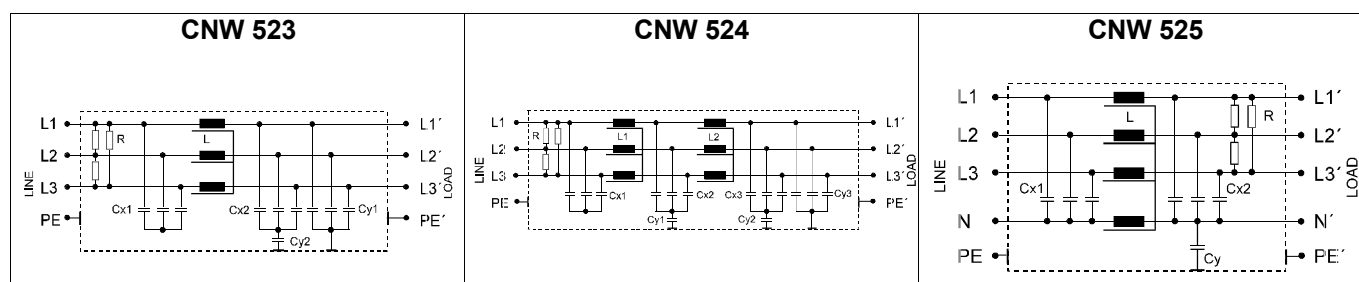 CNW 523
CNW 524
CNW 525
LINE
L1
L2
L3
PE
R
L
Cx1
Cx2
Cy1
Cy2
L1´
L2´
L3´
PE´
LOAD
LINE
L1
L2
L3
PE
R
L1
L2
Cx1
Cx2
Cx3
Cy3
Cy1
Cy2
L1´
L2´
L3´
PE´
LOAD
LINE
L1
L2
L3
N
PE
L
R
Cx1
Cx2
Cy
L1´
L2´
L3´
N´
PE´
LOAD